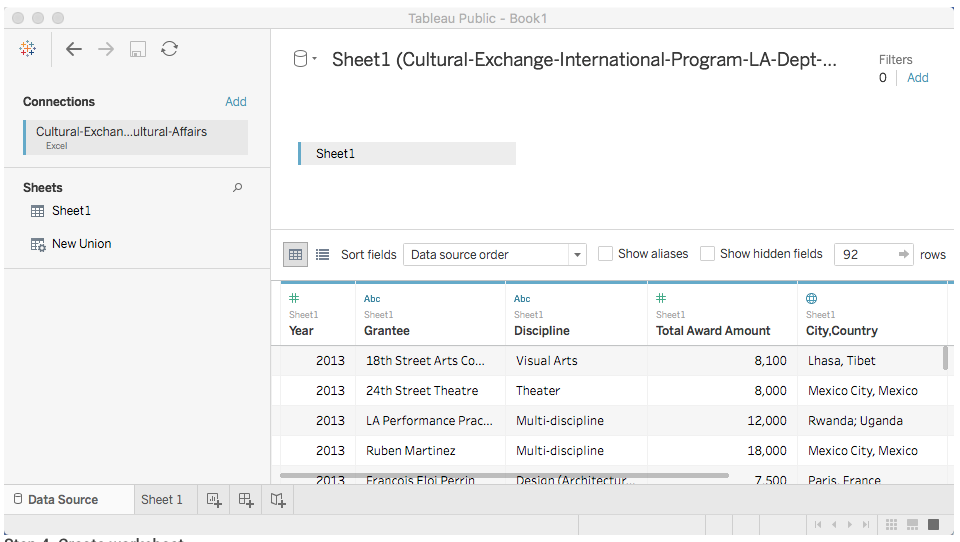 Tableau Public - Book1
Sheet1 (Cultural-Exchange-International-Program-LA-Dept-...
Filters
0 Add
Connections Add
Cultural-Exchan...ultural-Affairs
Excel
Sheet1
Sheets
Sheet1
New Union
Sort fields Data source order Show aliases Show hidden fields 92 rows
Abc Abc
Sheet1 Sheet1 Sheet1 Sheet1 Sheet1
Year Grantee Discipline Total Award Amount City,Country
2013 18th Street Arts Co... Visual Arts 8,100 Lhasa, Tibet
2013 24th Street Theatre Theater 8,000 Mexico City, Mexico
2013 LA Performance Prac... Multi-discipline 12,000 Rwanda; Uganda
2013 Ruben Martinez Multi-discipline 18,000 Mexico City, Mexico
2013 Francois Eloi Perrin Design (Architectur... 7,500 Paris, France
Data Source Sheet 1
Step 4. Create worksheet